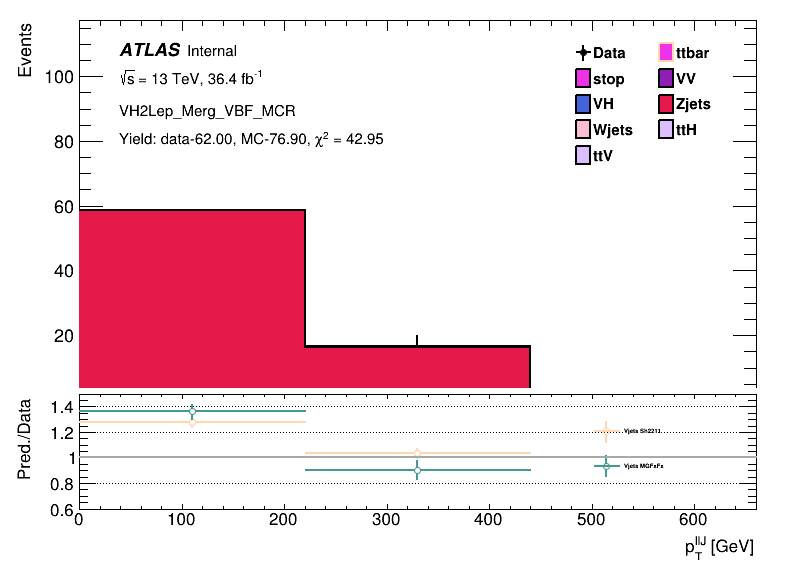 Events
ATLAS Internal
√s = 13 TeV, 36.4 fb⁻¹
VH2Lep_Merg_VBF_MCR
Yield: data-62.00, MC-76.90, χ² = 42.95
Data
ttbar
stop
VV
VH
Zjets
Wjets
ttH
ttV
100
80
60
40
20
Pred./Data
1.4
1.2
1
0.8
0.6
Vjets Sh2211
Vjets MGFxFx
0 100 200 300 400 500 600
p_T^llJ [GeV]